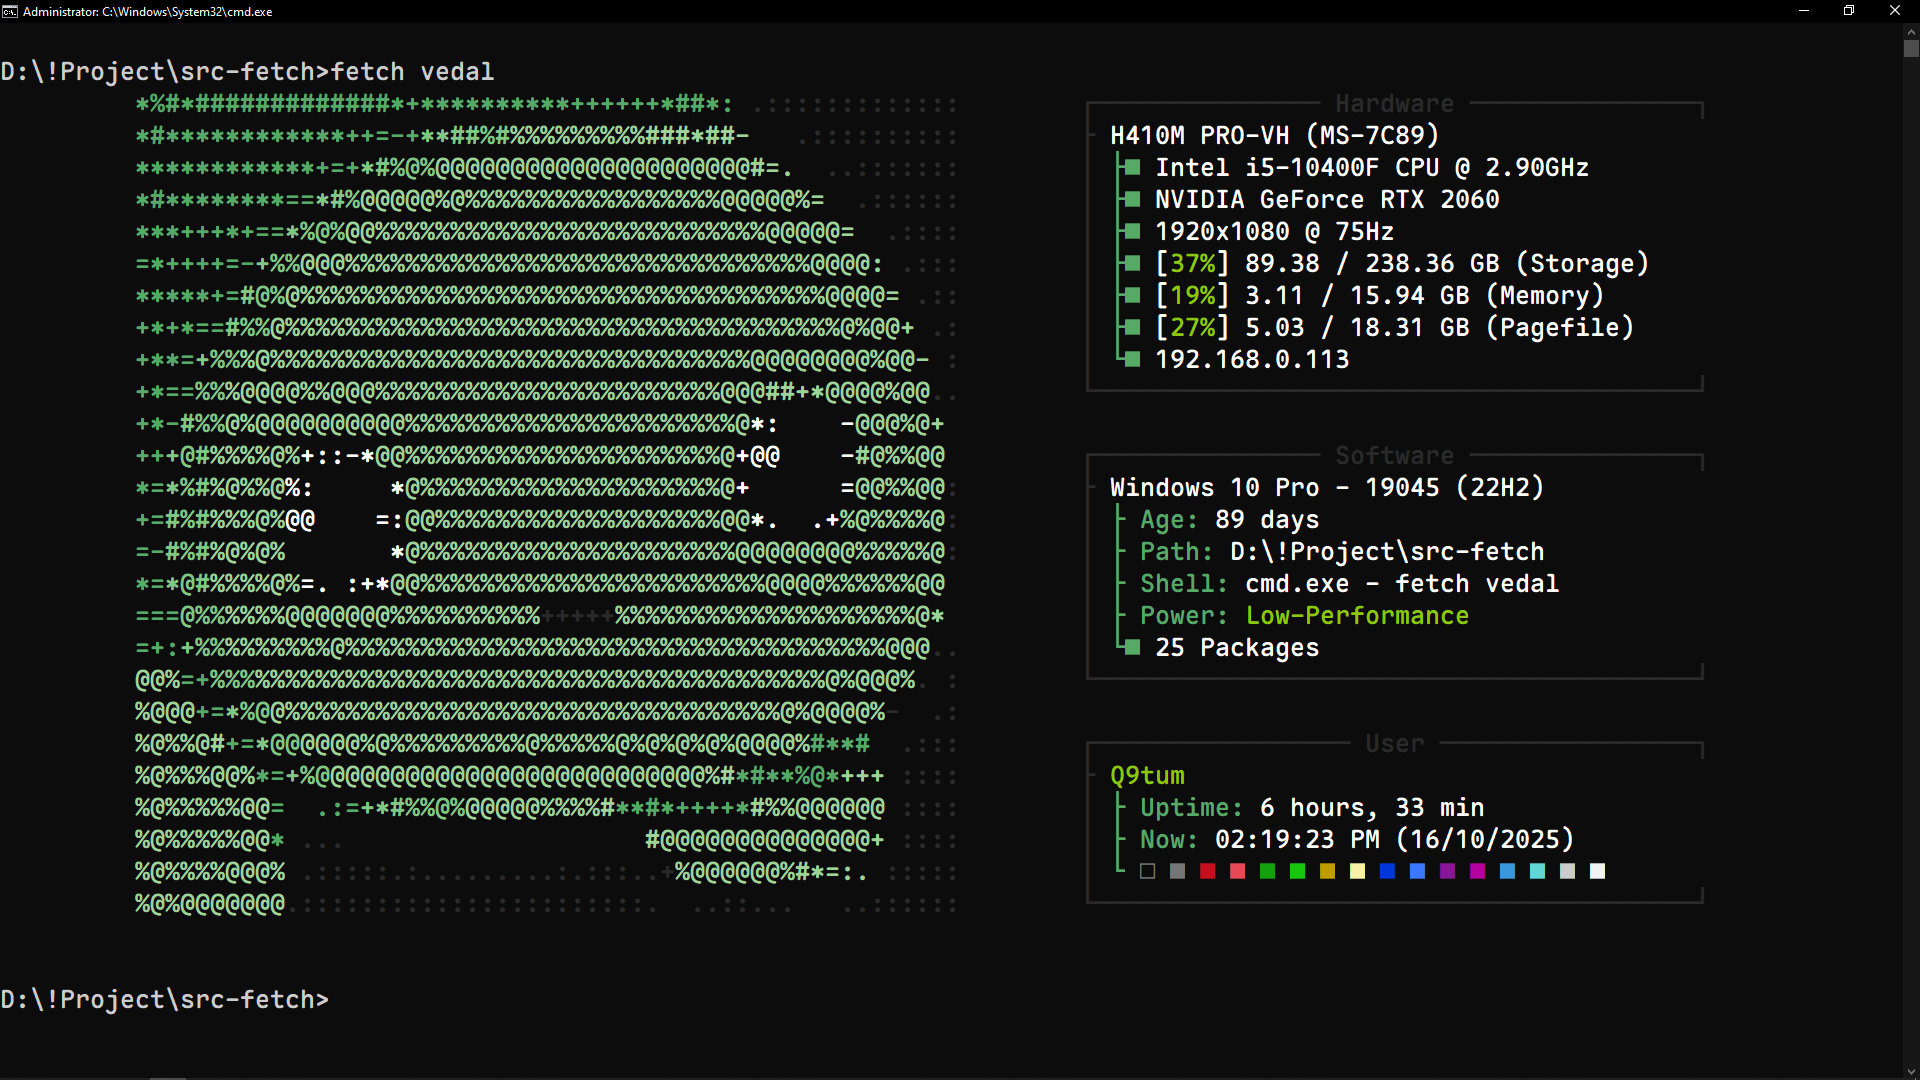 Administrator: C:\Windows\System32\cmd.exe
D:\!Project\src-fetch>fetch vedal
Hardware
H410M PRO-VH (MS-7C89)
Intel i5-10400F CPU @ 2.90GHz
NVIDIA GeForce RTX 2060
1920x1080 @ 75Hz
[37%] 89.38 / 238.36 GB (Storage)
[19%] 3.11 / 15.94 GB (Memory)
[27%] 5.03 / 18.31 GB (Pagefile)
192.168.0.113
Software
Windows 10 Pro - 19045 (22H2)
Age: 89 days
Path: D:\!Project\src-fetch
Shell: cmd.exe - fetch vedal
Power: Low-Performance
25 Packages
User
Q9tum
Uptime: 6 hours, 33 min
Now: 02:19:23 PM (16/10/2025)
D:\!Project\src-fetch>